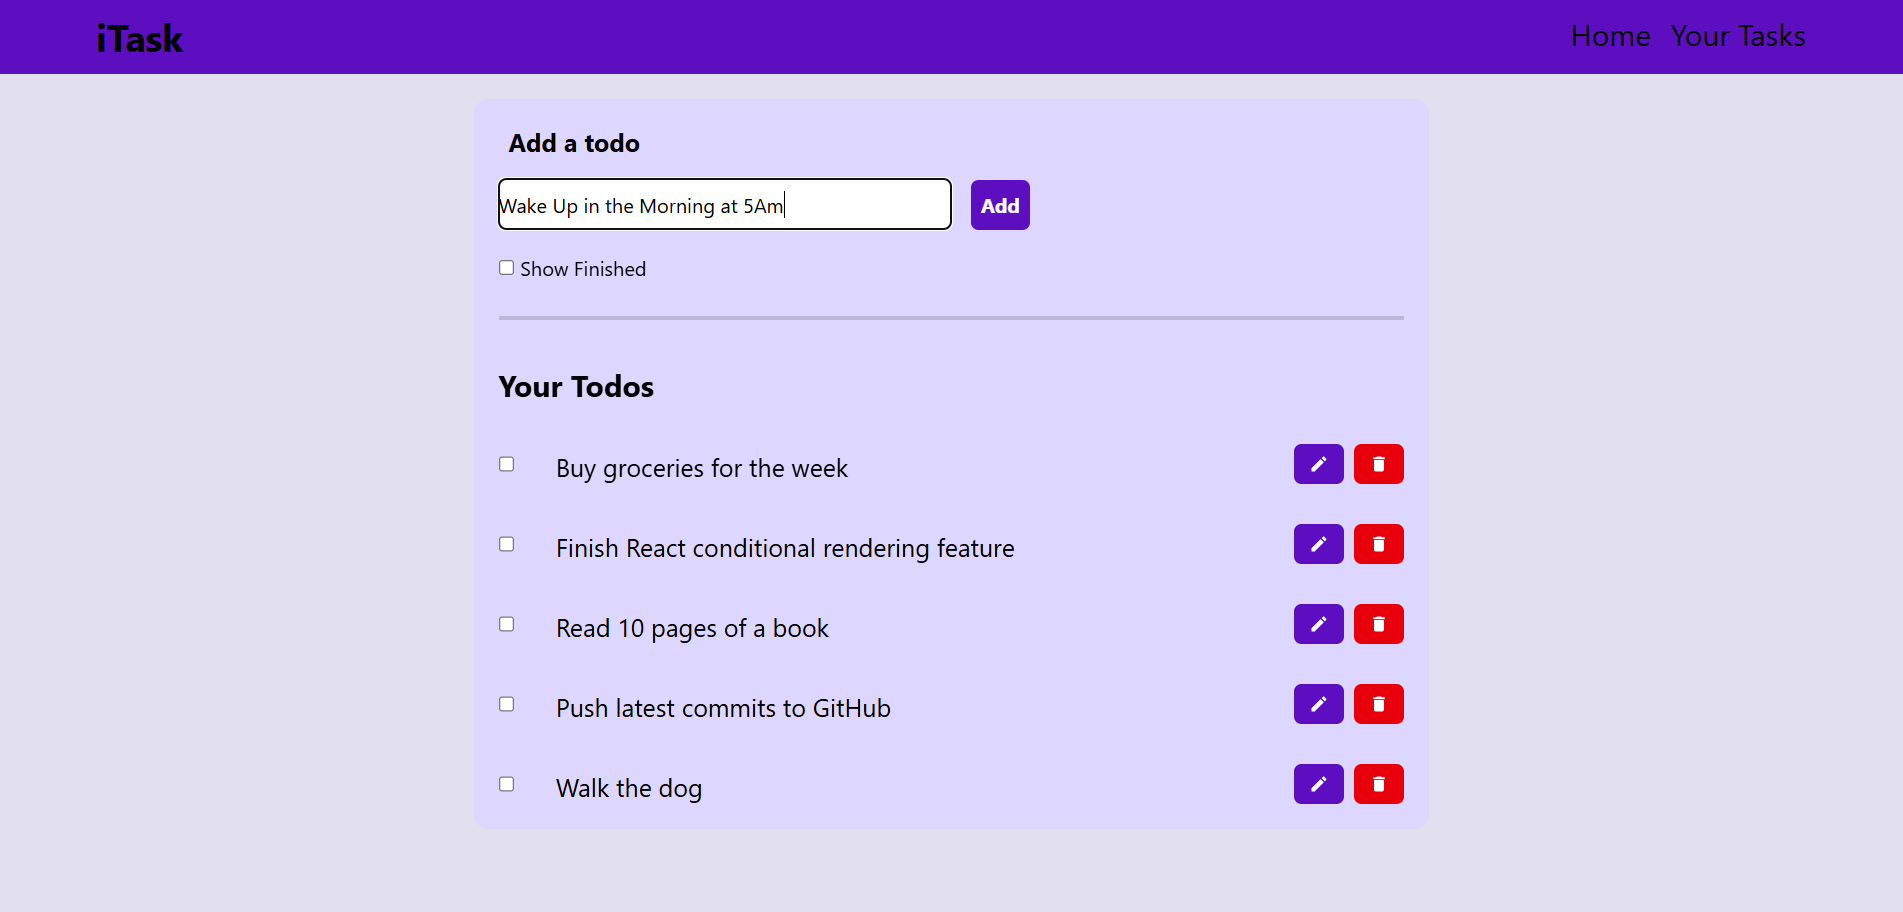 iTask
Home Your Tasks
Add a todo
Wake Up in the Morning at 5Am
Add
Show Finished
Your Todos
Buy groceries for the week
Finish React conditional rendering feature
Read 10 pages of a book
Push latest commits to GitHub
Walk the dog